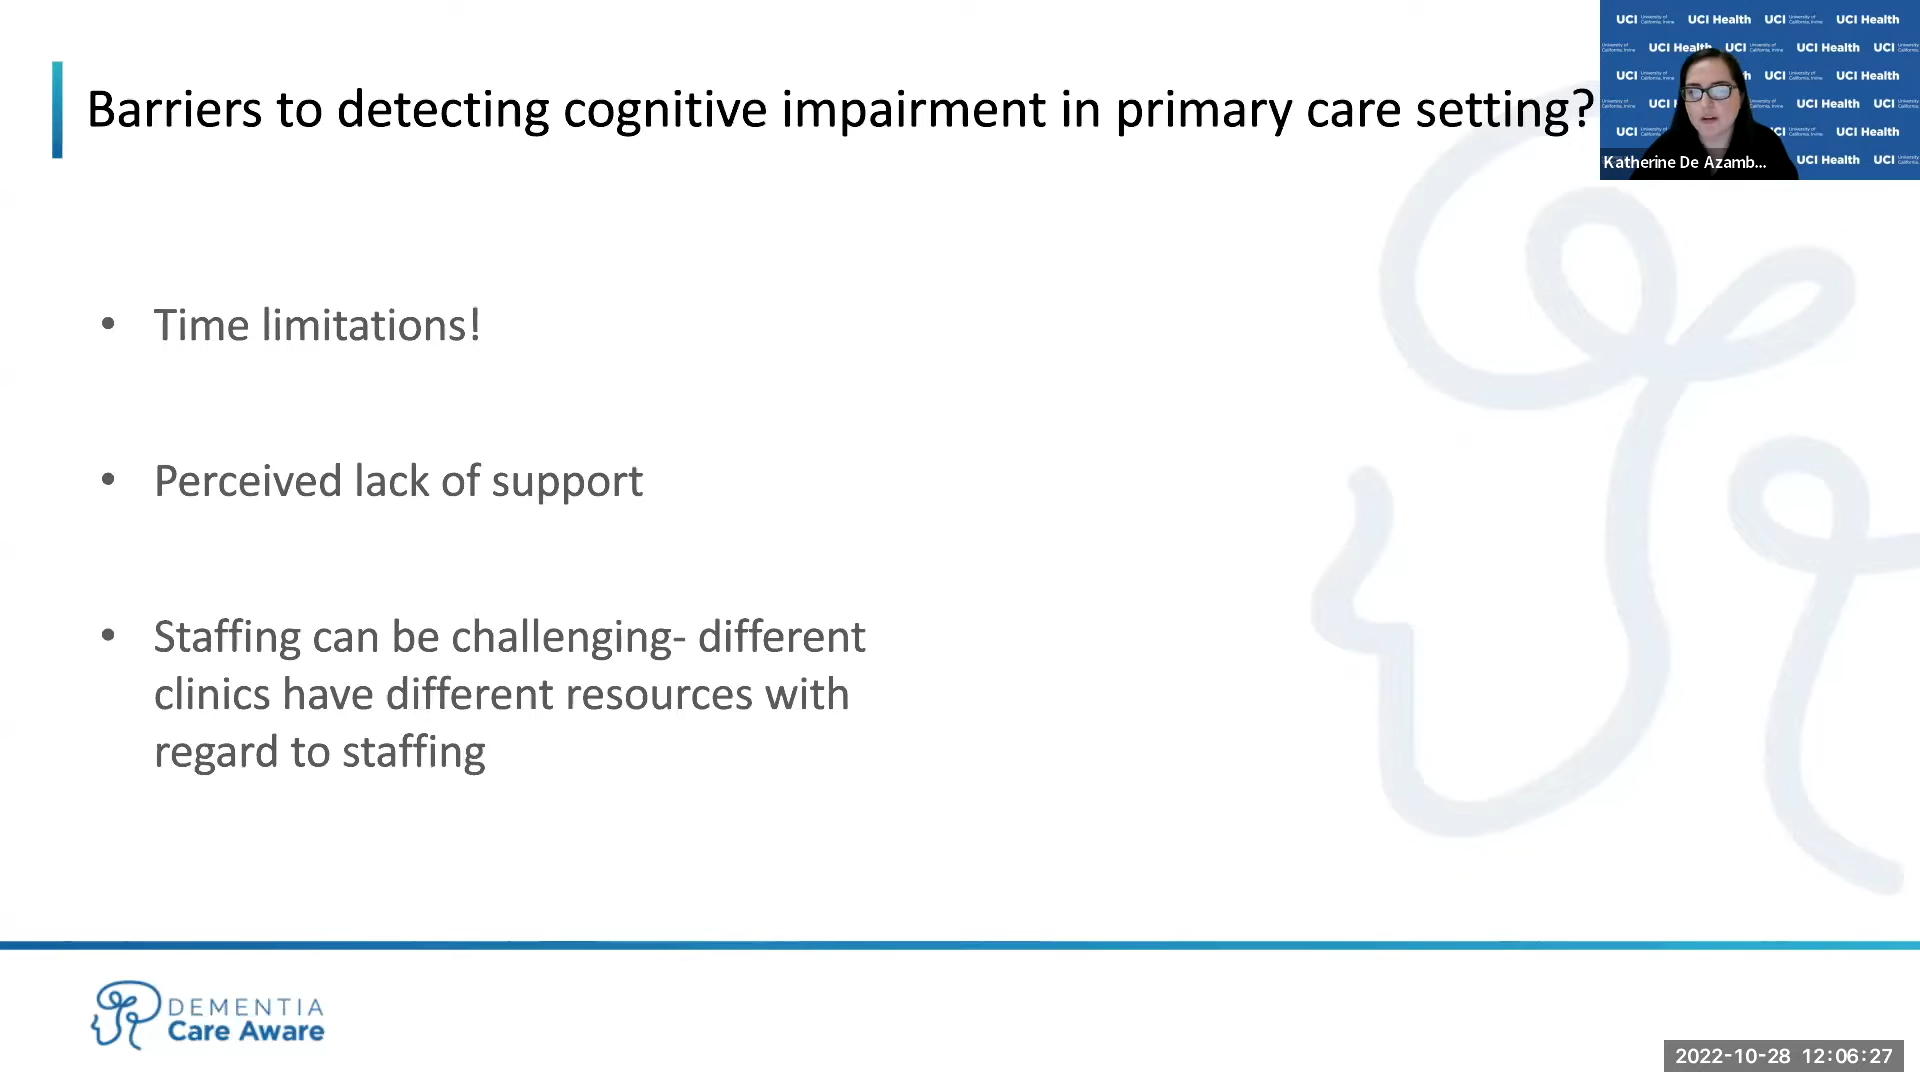 Barriers to detecting cognitive impairment in primary care setting?
• Time limitations!
• Perceived lack of support
• Staffing can be challenging- different
clinics have different resources with
regard to staffing
DEMENTIA
Care Aware
UCI University of California, Irvine UCI Health UCI University of California, Irvine UCI Health
University of California, Irvine UCI Health UCI University of California, Irvine UCI Health UCI
UCI University of California, Irvine UCI University of California, Irvine UCI Health
UCI Health UCI
UCI UCI University of California, Irvine UCI Health
Katherine De Azamb...
UCI Health UCI
2022-10-28 12:06:27